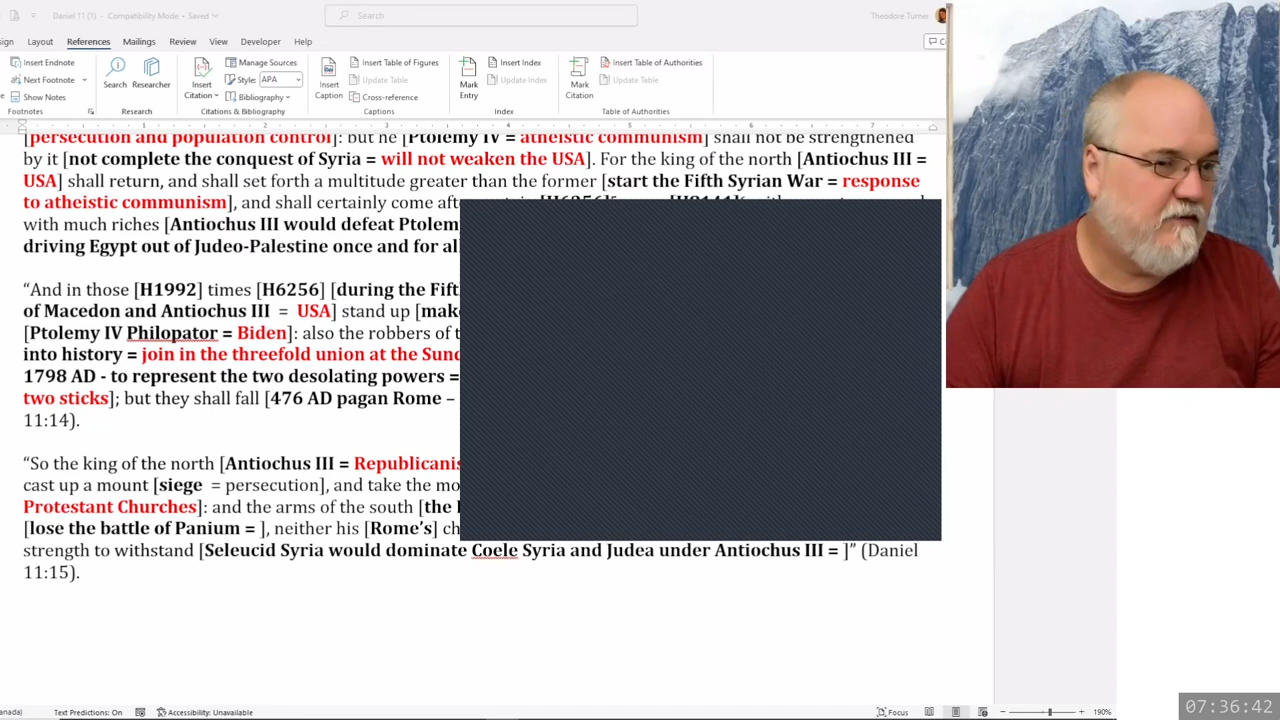 Daniel 11 (1) - Compatibility Mode • Saved
Search
Theodore Turner
sign Layout References Mailings Review View Developer Help
Insert Endnote
Next Footnote
Show Notes
Footnotes
Search
Researcher
Research
Insert Citation
Manage Sources
Style: APA
Bibliography
Citations & Bibliography
Insert Caption
Insert Table of Figures
Update Table
Cross-reference
Captions
Mark Entry
Insert Index
Update Index
Index
Mark Citation
Insert Table of Authorities
Update Table
Table of Authorities
1 2 3 4 5 6 7
[persecution and population control]: but he [Ptolemy IV = atheistic communism] shall not be strengthened
by it [not complete the conquest of Syria = will not weaken the USA]. For the king of the north [Antiochus III =
USA] shall return, and shall set forth a multitude greater than the former [start the Fifth Syrian War = response
to atheistic communism], and shall certainly come
with much riches [Antiochus III would defeat Ptolem
driving Egypt out of Judeo-Palestine once and for al
“And in those [H1992] times [H6256] [during the Fift
of Macedon and Antiochus III = USA] stand up [mak
[Ptolemy IV Philopator = Biden]: also the robbers of t
into history = join in the threefold union at the Sund
1798 AD - to represent the two desolating powers =
two sticks]; but they shall fall [476 AD pagan Rome –
11:14).
“So the king of the north [Antiochus III = Republicanis
cast up a mount [siege = persecution], and take the mo
Protestant Churches]: and the arms of the south [the
[lose the battle of Panium = ], neither his [Rome’s] ch
strength to withstand [Seleucid Syria would dominate Coele Syria and Judea under Antiochus III = ]” (Daniel
11:15).
anada) Text Predictions: On Accessibility: Unavailable Focus 190%
07:36:42